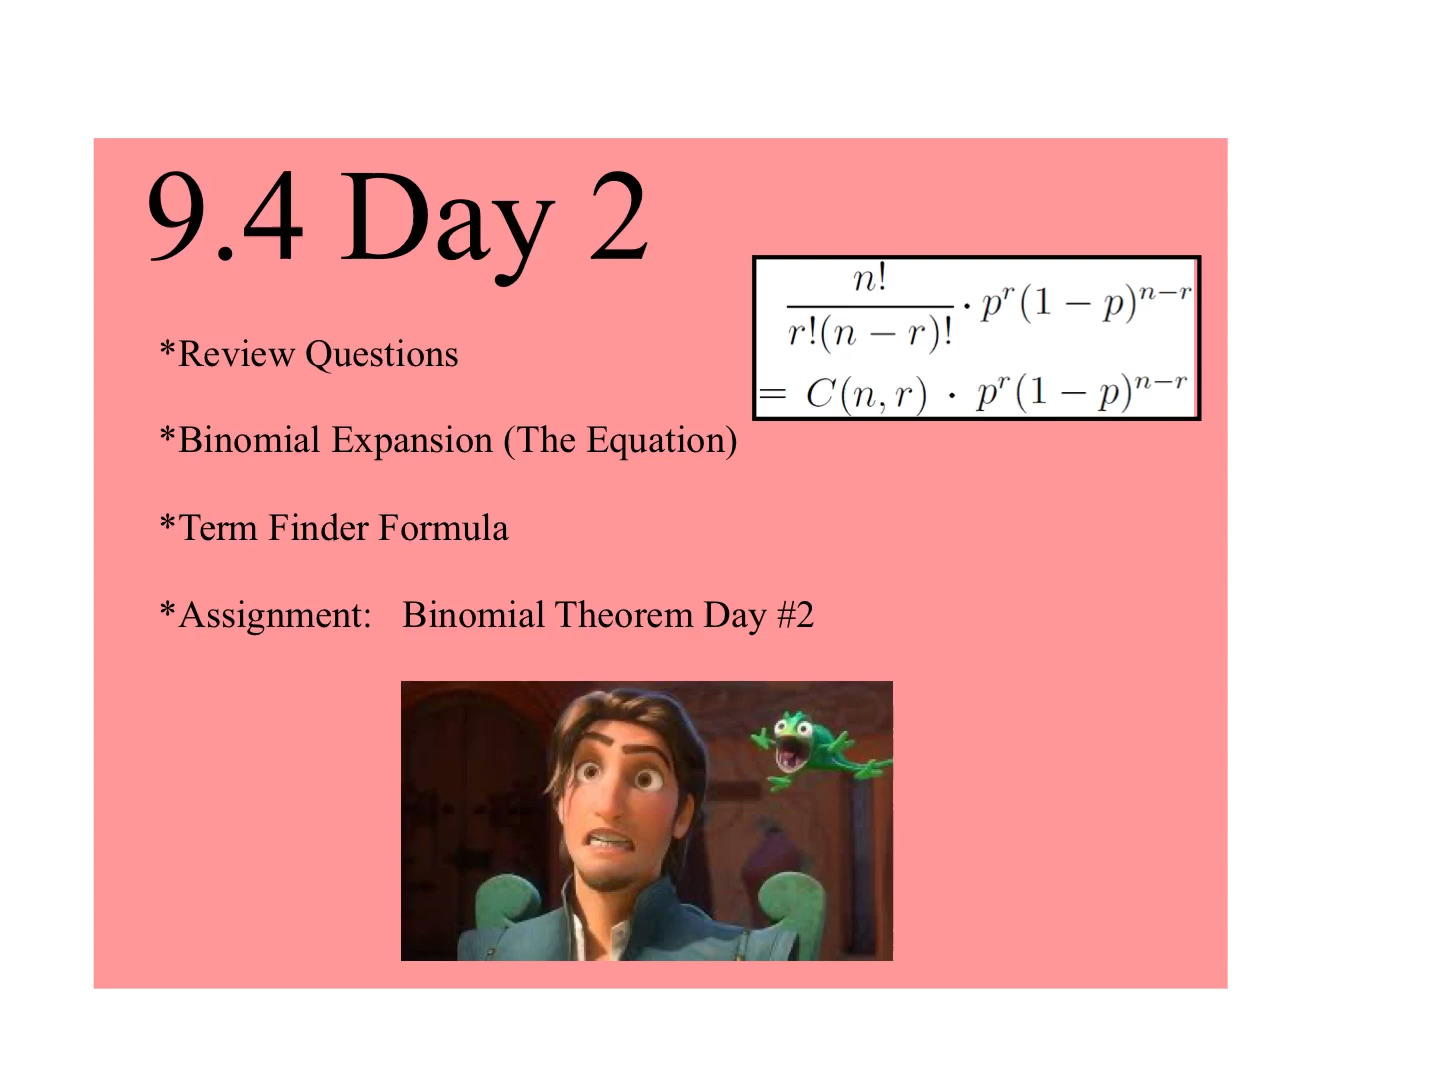 9.4 Day 2
n!
r!(n − r)! · p^r(1 − p)^{n−r}
= C(n, r) · p^r(1 − p)^{n−r}
*Review Questions
*Binomial Expansion (The Equation)
*Term Finder Formula
*Assignment: Binomial Theorem Day #2